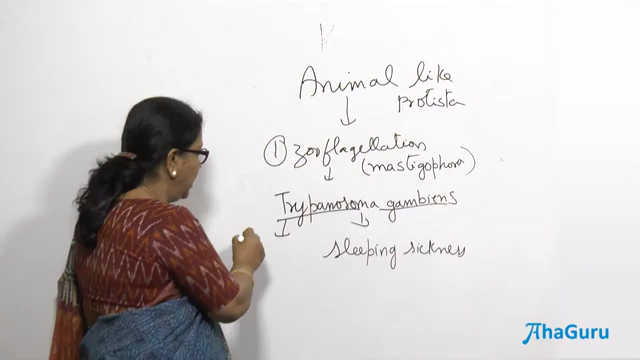 Animal like
protista
① zooflagellation
(mastigophora)
Trypanosoma gambiens
sleeping sickness
AhaGuru